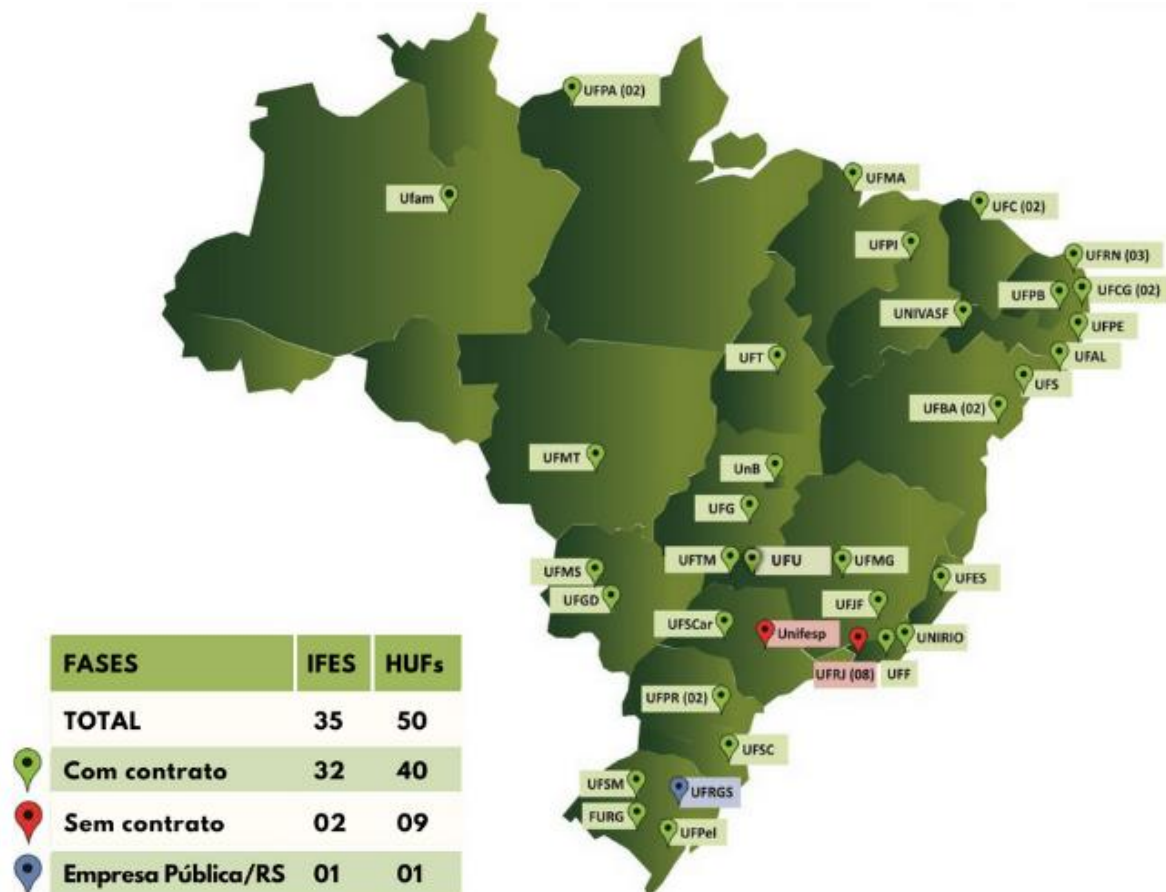 UFPA (02)
UFMA
Ufam
UFC (02)
UFPI
UFRN (03)
UFPB
UFCG (02)
UNIVASF
UFPE
UFT
UFAL
UFS
UFBA (02)
UFMT
UnB
UFG
UFTM
UFU
UFMG
UFMS
UFES
UFGD
UFJF
UFSCar
Unifesp
UNIRIO
UFRJ (08)
UFF
UFPR (02)
UFSC
UFSM
UFRGS
FURG
UFPel
FASES IFES HUFs
TOTAL 35 50
Com contrato 32 40
Sem contrato 02 09
Empresa Pública/RS 01 01